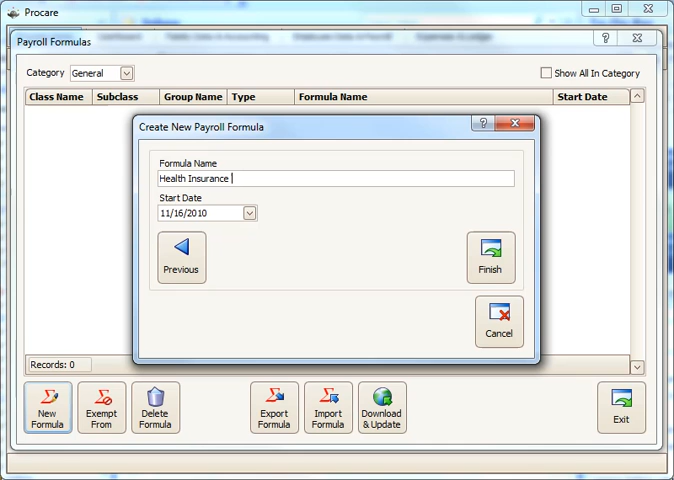 Procare
Payroll Formulas
Category General
Show All In Category
Class Name Subclass Group Name Type Formula Name Start Date
Create New Payroll Formula
Formula Name
Health Insurance
Start Date
11/16/2010
Previous
Finish
Cancel
Records: 0
New Formula
Exempt From
Delete Formula
Export Formula
Import Formula
Download & Update
Exit